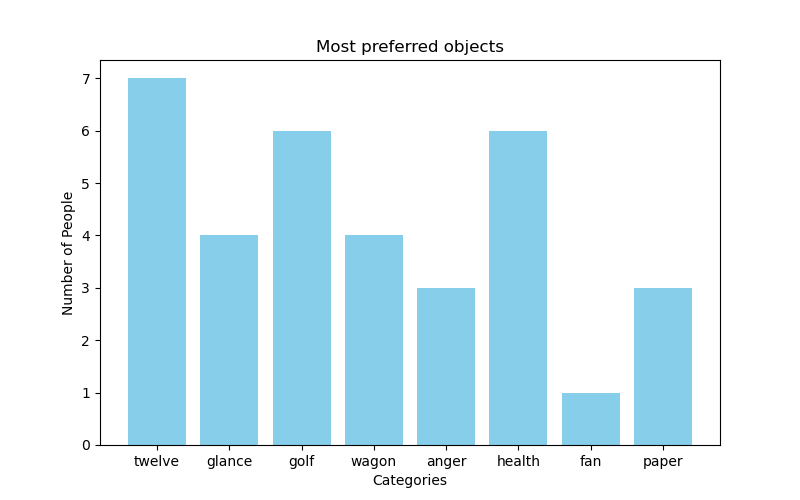 Most preferred objects
Number of People
7
6
5
4
3
2
1
0
twelve glance golf wagon anger health fan paper
Categories